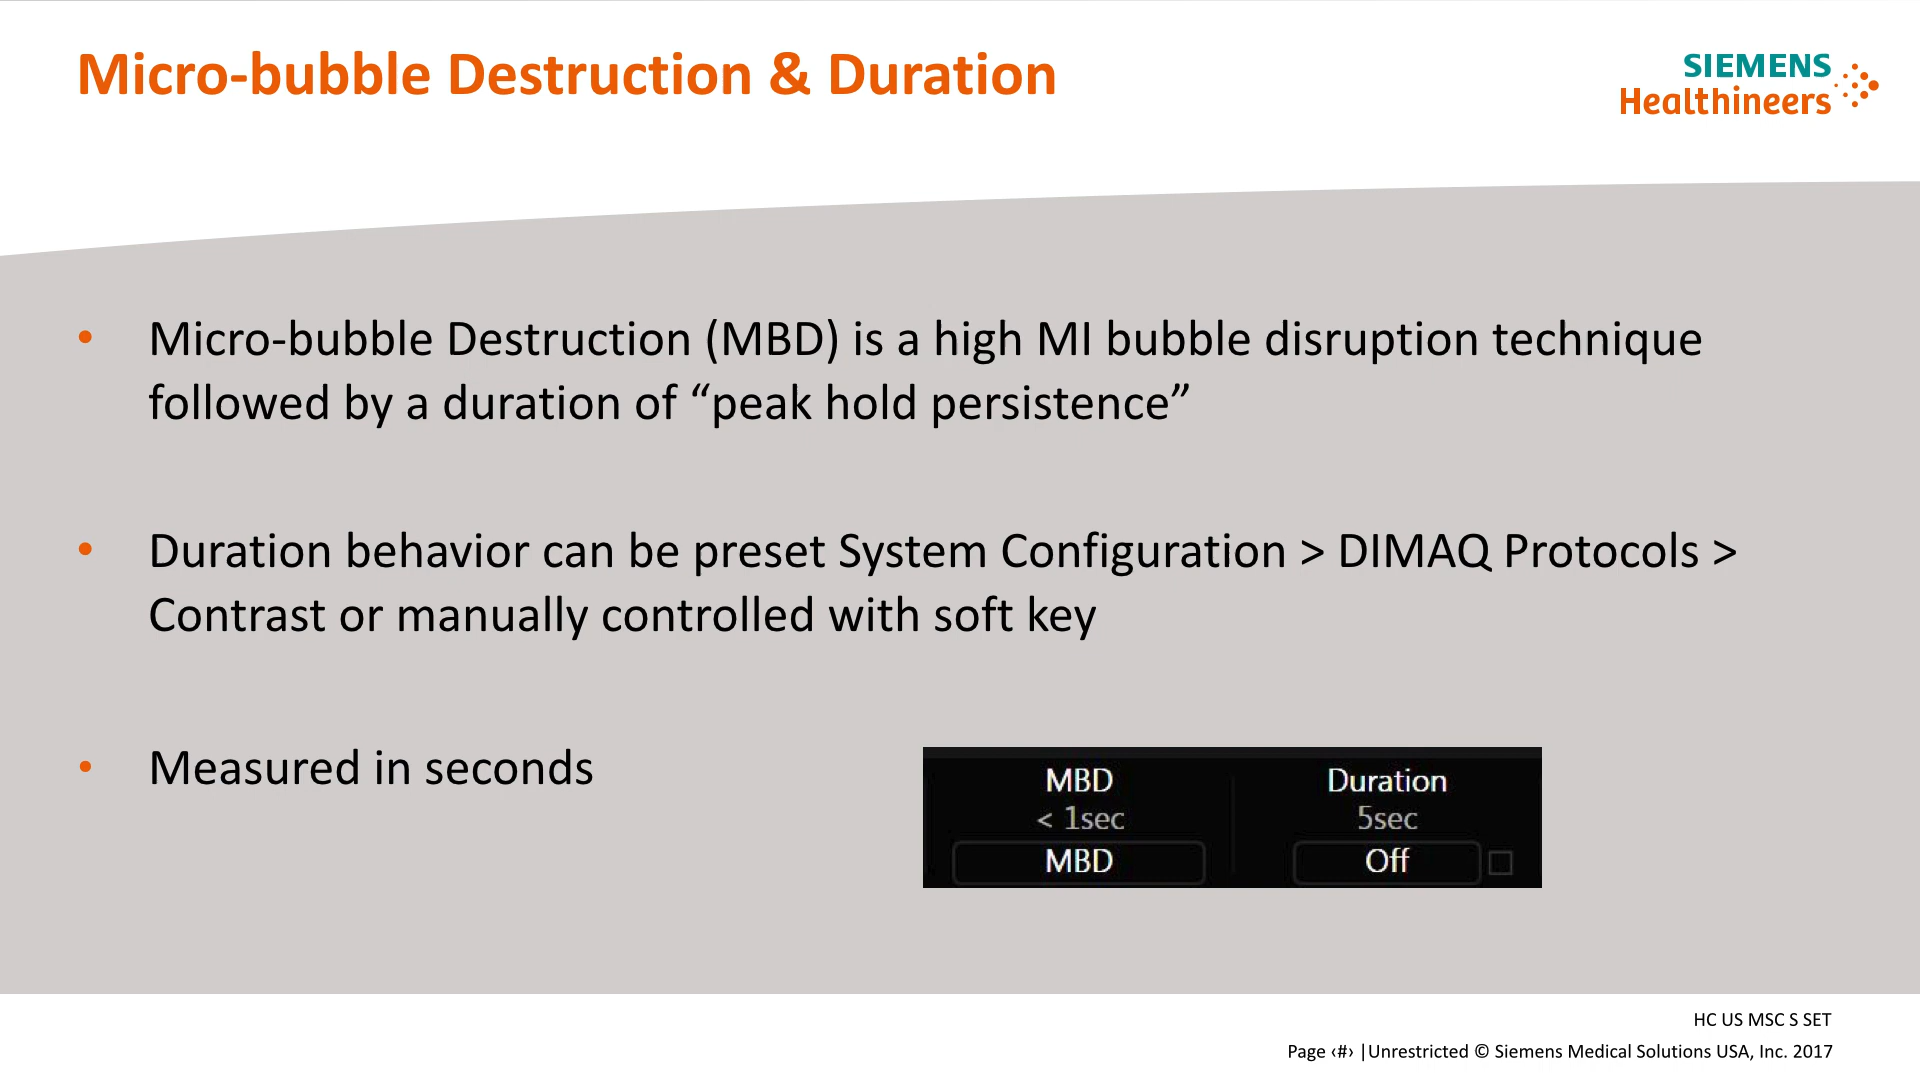 Micro-bubble Destruction & Duration
SIEMENS
Healthineers
• Micro-bubble Destruction (MBD) is a high MI bubble disruption technique
followed by a duration of “peak hold persistence”
• Duration behavior can be preset System Configuration > DIMAQ Protocols >
Contrast or manually controlled with soft key
• Measured in seconds
MBD Duration
< 1sec 5sec
MBD Off
HC US MSC S SET
Page ‹#› |Unrestricted © Siemens Medical Solutions USA, Inc. 2017